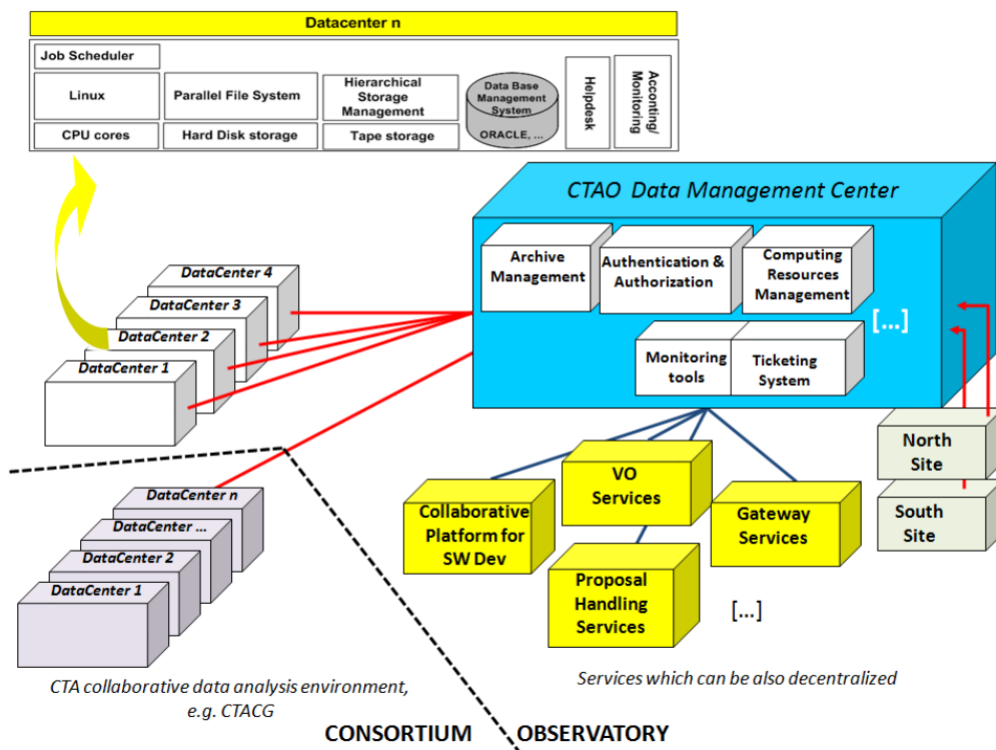 Datacenter n
Job Scheduler
Linux
Parallel File System
Hierarchical
Storage
Management
CPU cores
Hard Disk storage
Tape storage
Data Base
Management
System
ORACLE, ...
Helpdesk
Acconting/
Monitoring
CTAO Data Management Center
Archive
Management
Authentication &
Authorization
Computing
Resources
Management
[...]
Monitoring
tools
Ticketing
System
DataCenter 4
DataCenter 3
DataCenter 2
DataCenter 1
North
Site
South
Site
VO
Services
Collaborative
Platform for
SW Dev
Gateway
Services
Proposal
Handling
Services
[...]
DataCenter n
DataCenter ...
DataCenter 2
DataCenter 1
CTA collaborative data analysis environment,
e.g. CTACG
Services which can be also decentralized
CONSORTIUM
OBSERVATORY